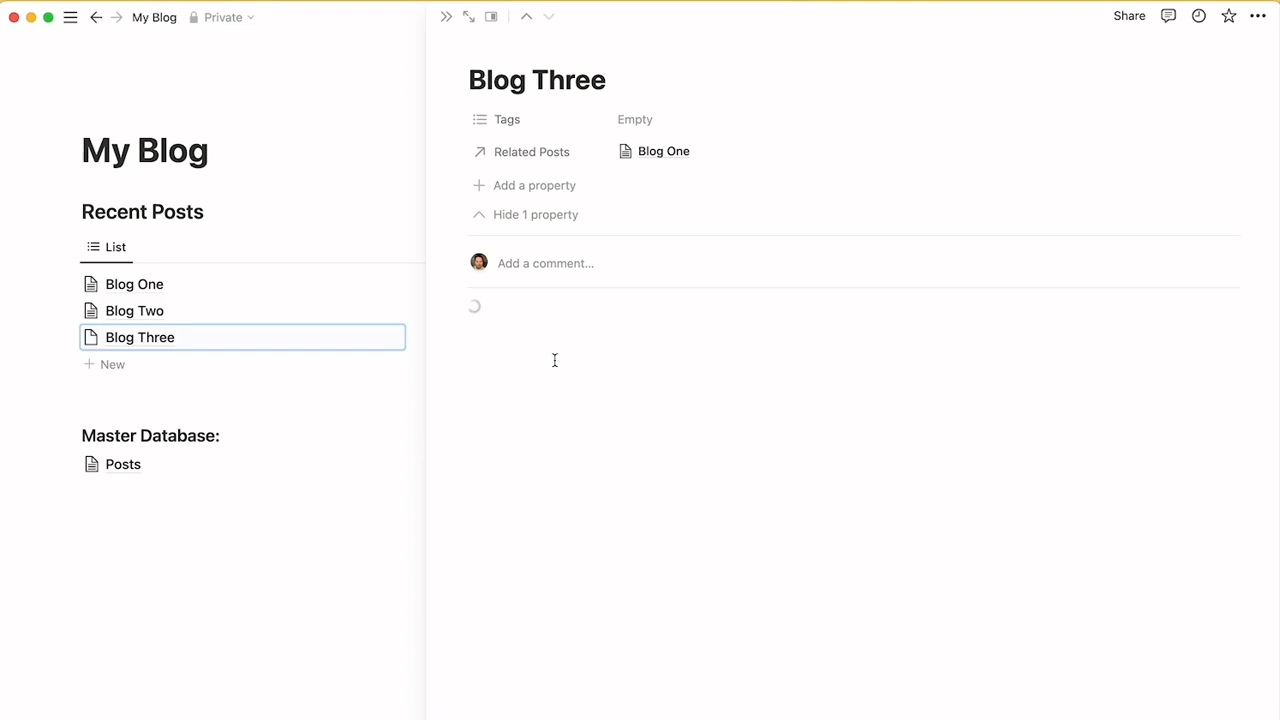 My Blog Private
Share
My Blog
Recent Posts
List
Blog One
Blog Two
Blog Three
New
Master Database:
Posts
Blog Three
Tags Empty
Related Posts Blog One
Add a property
Hide 1 property
Add a comment...